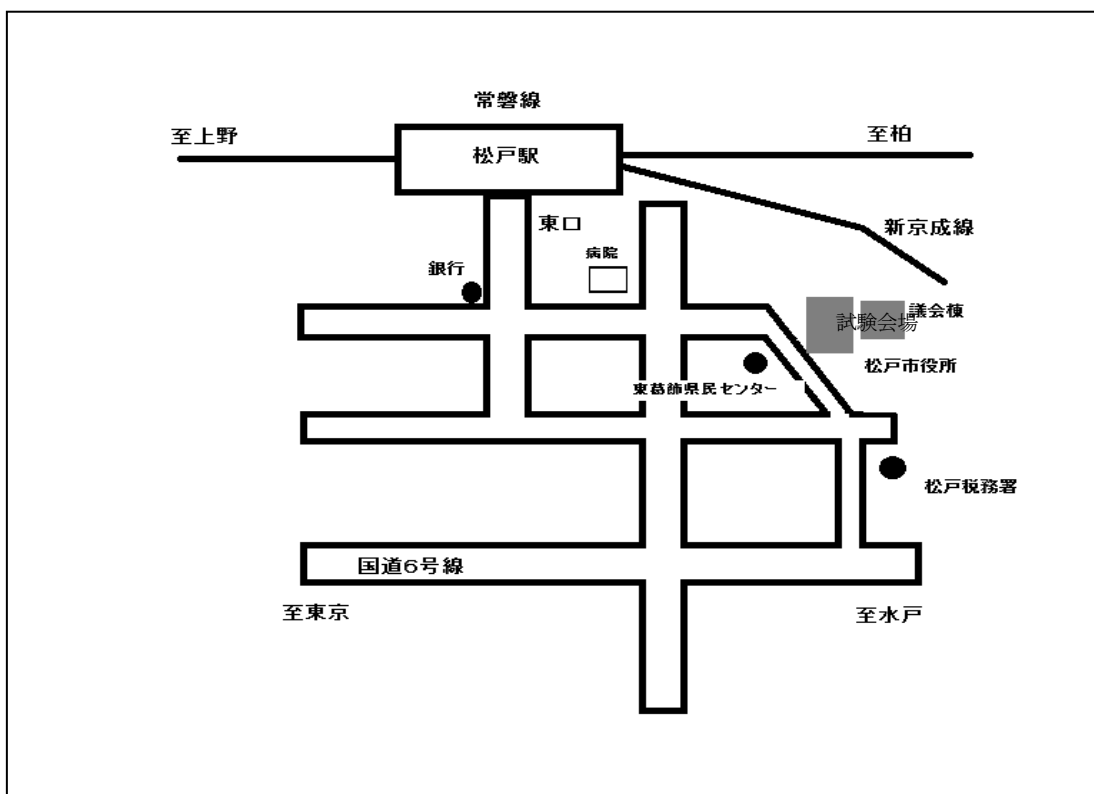 常磐線
至上野
松戸駅
至柏
東口
新京成線
病院
銀行
試験会場
議会棟
松戸市役所
東葛飾県民センター
松戸税務署
国道6号線
至東京
至水戸